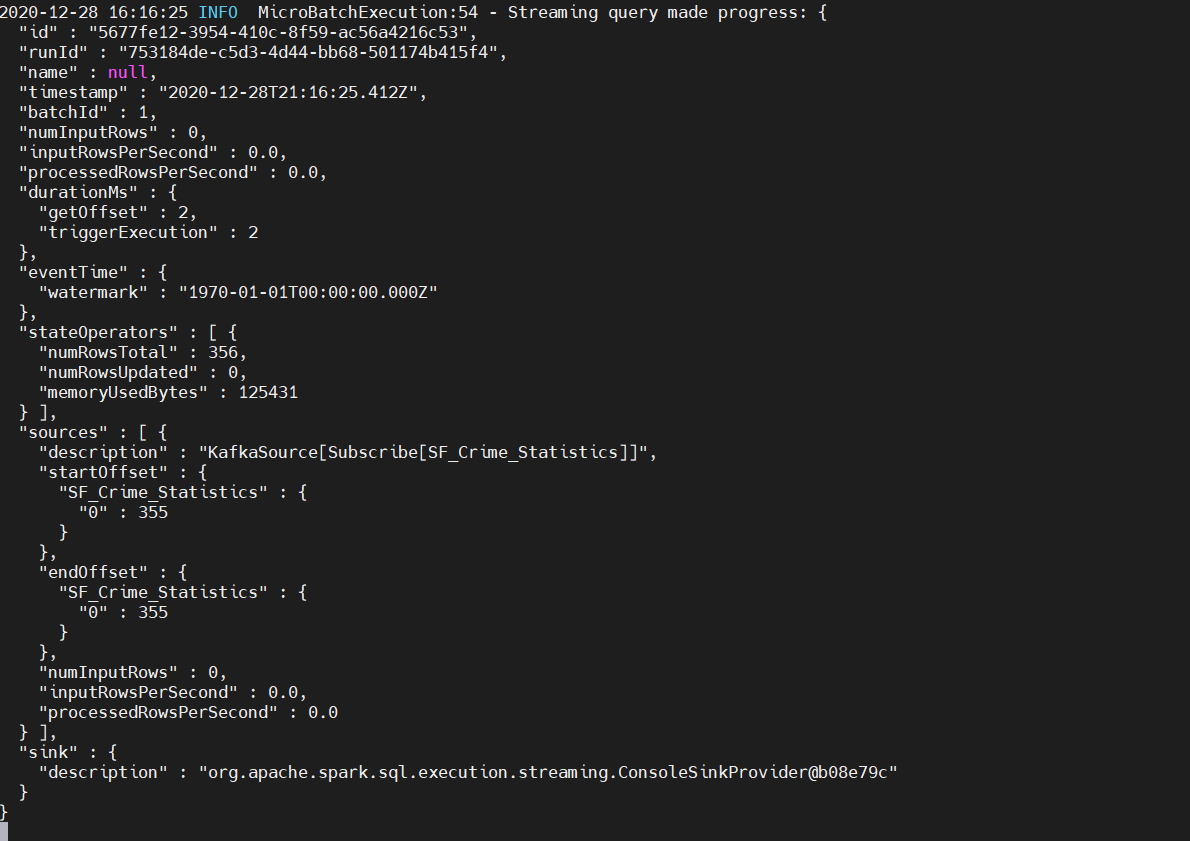 2020-12-28 16:16:25 INFO  MicroBatchExecution:54 - Streaming query made progress: {
  "id" : "5677fe12-3954-410c-8f59-ac56a4216c53",
  "runId" : "753184de-c5d3-4d44-bb68-501174b415f4",
  "name" : null,
  "timestamp" : "2020-12-28T21:16:25.412Z",
  "batchId" : 1,
  "numInputRows" : 0,
  "inputRowsPerSecond" : 0.0,
  "processedRowsPerSecond" : 0.0,
  "durationMs" : {
    "getOffset" : 2,
    "triggerExecution" : 2
  },
  "eventTime" : {
    "watermark" : "1970-01-01T00:00:00.000Z"
  },
  "stateOperators" : [ {
    "numRowsTotal" : 356,
    "numRowsUpdated" : 0,
    "memoryUsedBytes" : 125431
  } ],
  "sources" : [ {
    "description" : "KafkaSource[Subscribe[SF_Crime_Statistics]]",
    "startOffset" : {
      "SF_Crime_Statistics" : {
        "0" : 355
      }
    },
    "endOffset" : {
      "SF_Crime_Statistics" : {
        "0" : 355
      }
    },
    "numInputRows" : 0,
    "inputRowsPerSecond" : 0.0,
    "processedRowsPerSecond" : 0.0
  } ],
  "sink" : {
    "description" : "org.apache.spark.sql.execution.streaming.ConsoleSinkProvider@b08e79c"
  }
}